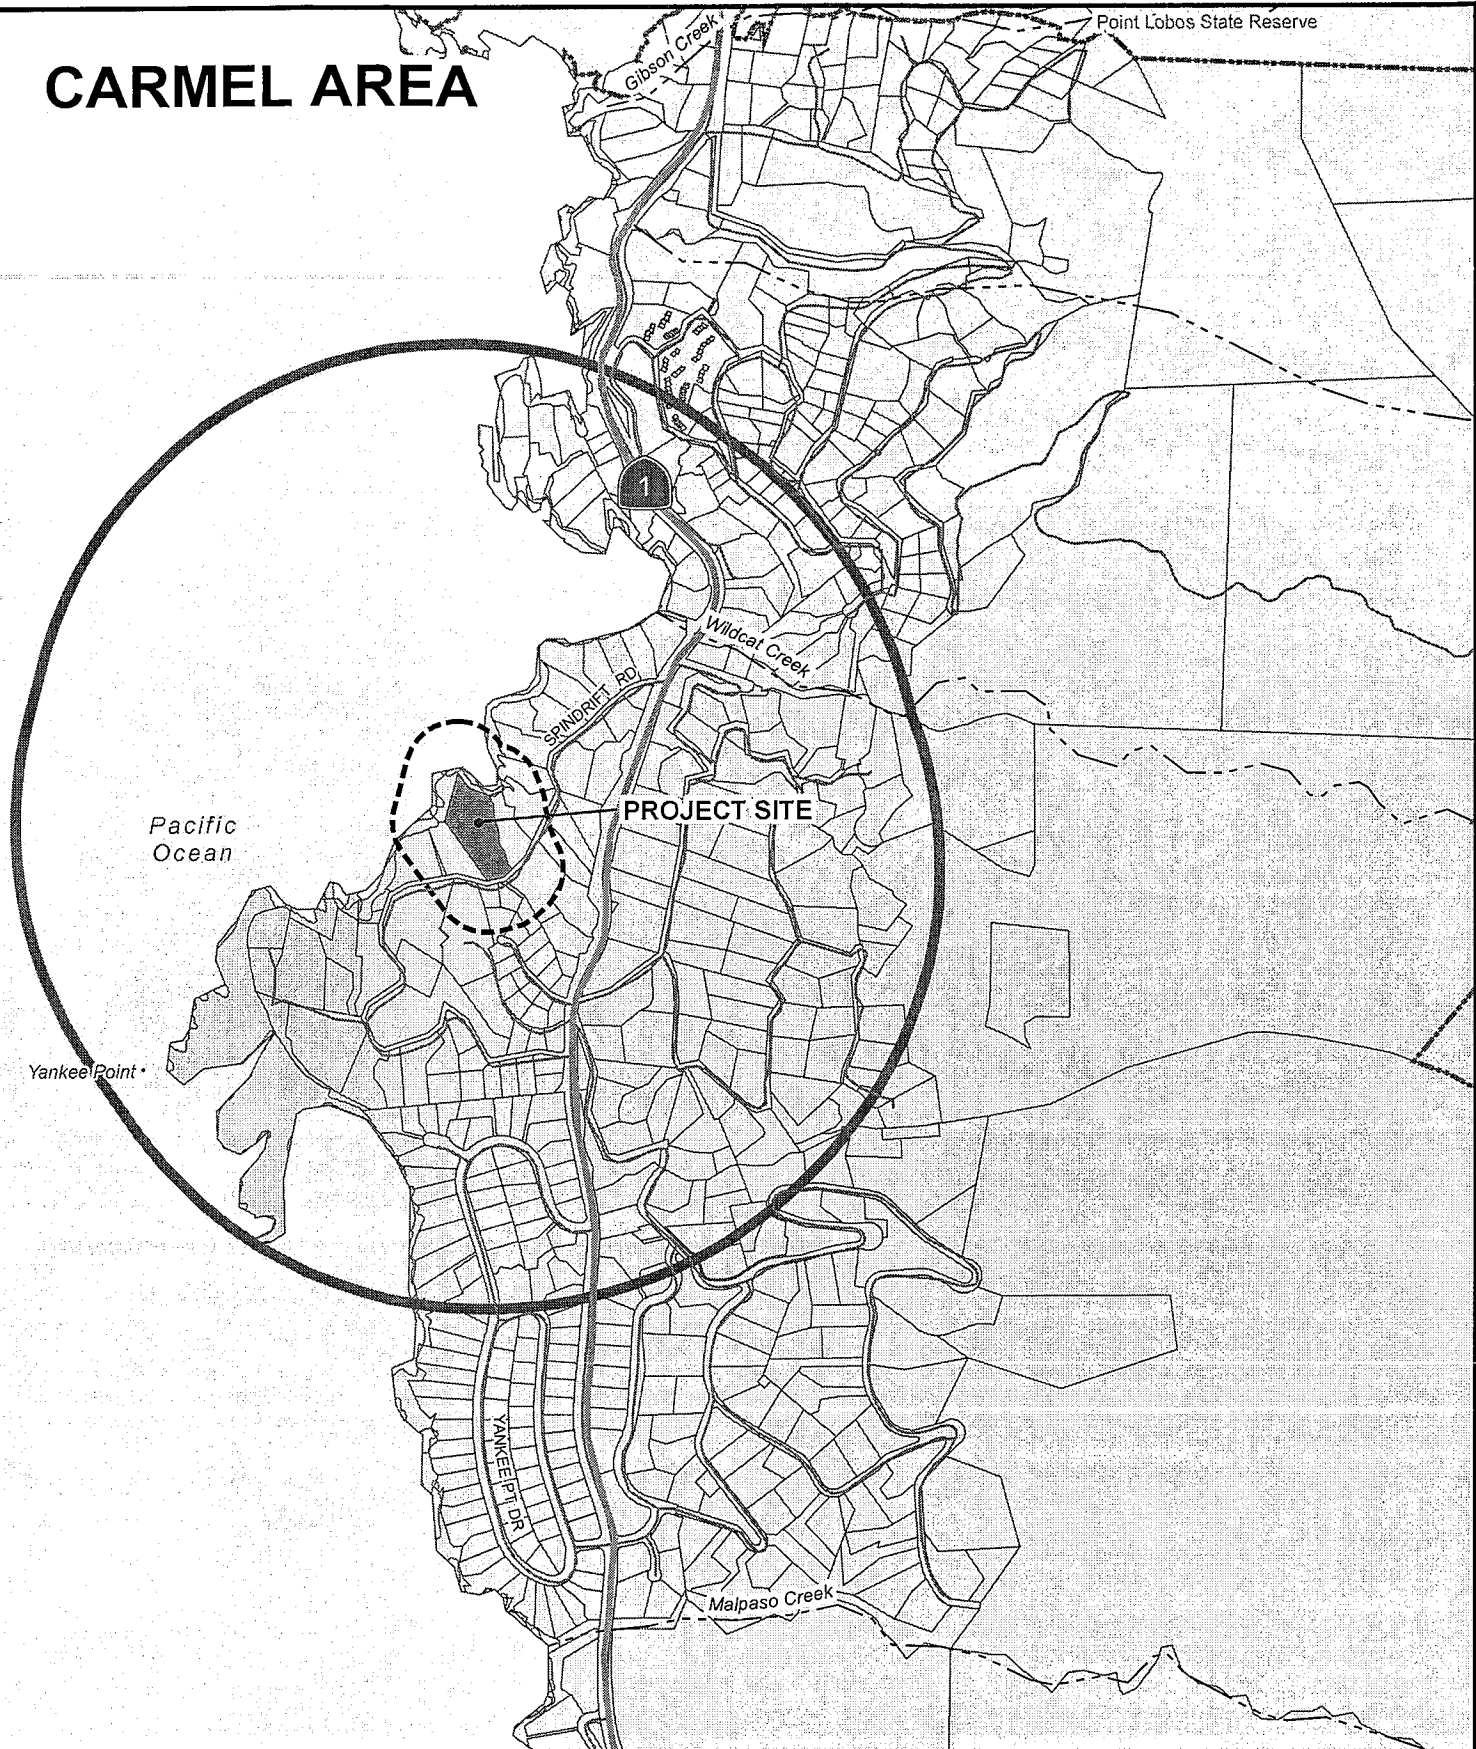 Point Lobos State Reserve
Gibson Creek
CARMEL AREA
1
Wildcat Creek
SPINDRIFT RD
PROJECT SITE
Pacific
Ocean
Yankee Point
YANKEE PT DR
Malpaso Creek